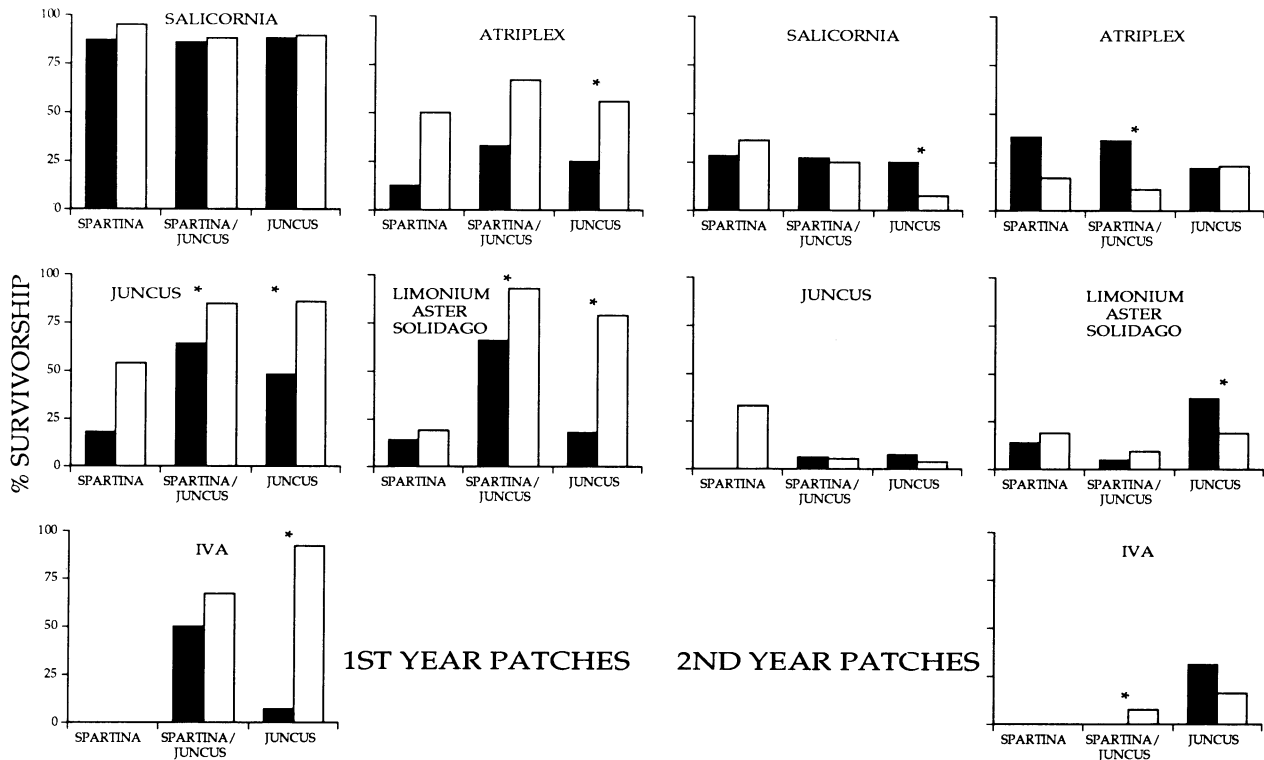 % SURVIVORSHIP
100
75
50
25
0
SALICORNIA
*
SPARTINA
SPARTINA/
JUNCUS
JUNCUS
ATRIPLEX
*
SPARTINA
SPARTINA/
JUNCUS
JUNCUS
SALICORNIA
*
SPARTINA
SPARTINA/
JUNCUS
JUNCUS
ATRIPLEX
*
SPARTINA
SPARTINA/
JUNCUS
JUNCUS
100
75
50
25
0
JUNCUS
*
*
SPARTINA
SPARTINA/
JUNCUS
JUNCUS
LIMONIUM
ASTER
SOLIDAGO
*
*
SPARTINA
SPARTINA/
JUNCUS
JUNCUS
JUNCUS
SPARTINA
SPARTINA/
JUNCUS
JUNCUS
LIMONIUM
ASTER
SOLIDAGO
*
SPARTINA
SPARTINA/
JUNCUS
JUNCUS
100
75
50
25
0
IVA
*
SPARTINA
SPARTINA/
JUNCUS
JUNCUS
1ST YEAR PATCHES
2ND YEAR PATCHES
IVA
*
SPARTINA
SPARTINA/
JUNCUS
JUNCUS